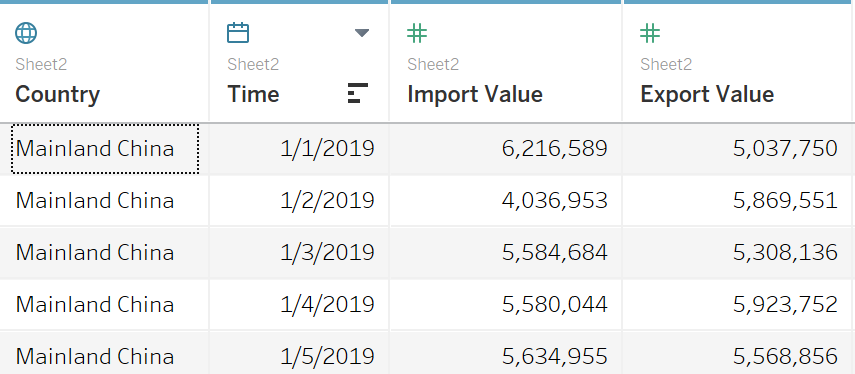 Sheet2 Sheet2 Sheet2 Sheet2
Country Time Import Value Export Value
Mainland China 1/1/2019 6,216,589 5,037,750
Mainland China 1/2/2019 4,036,953 5,869,551
Mainland China 1/3/2019 5,584,684 5,308,136
Mainland China 1/4/2019 5,580,044 5,923,752
Mainland China 1/5/2019 5,634,955 5,568,856